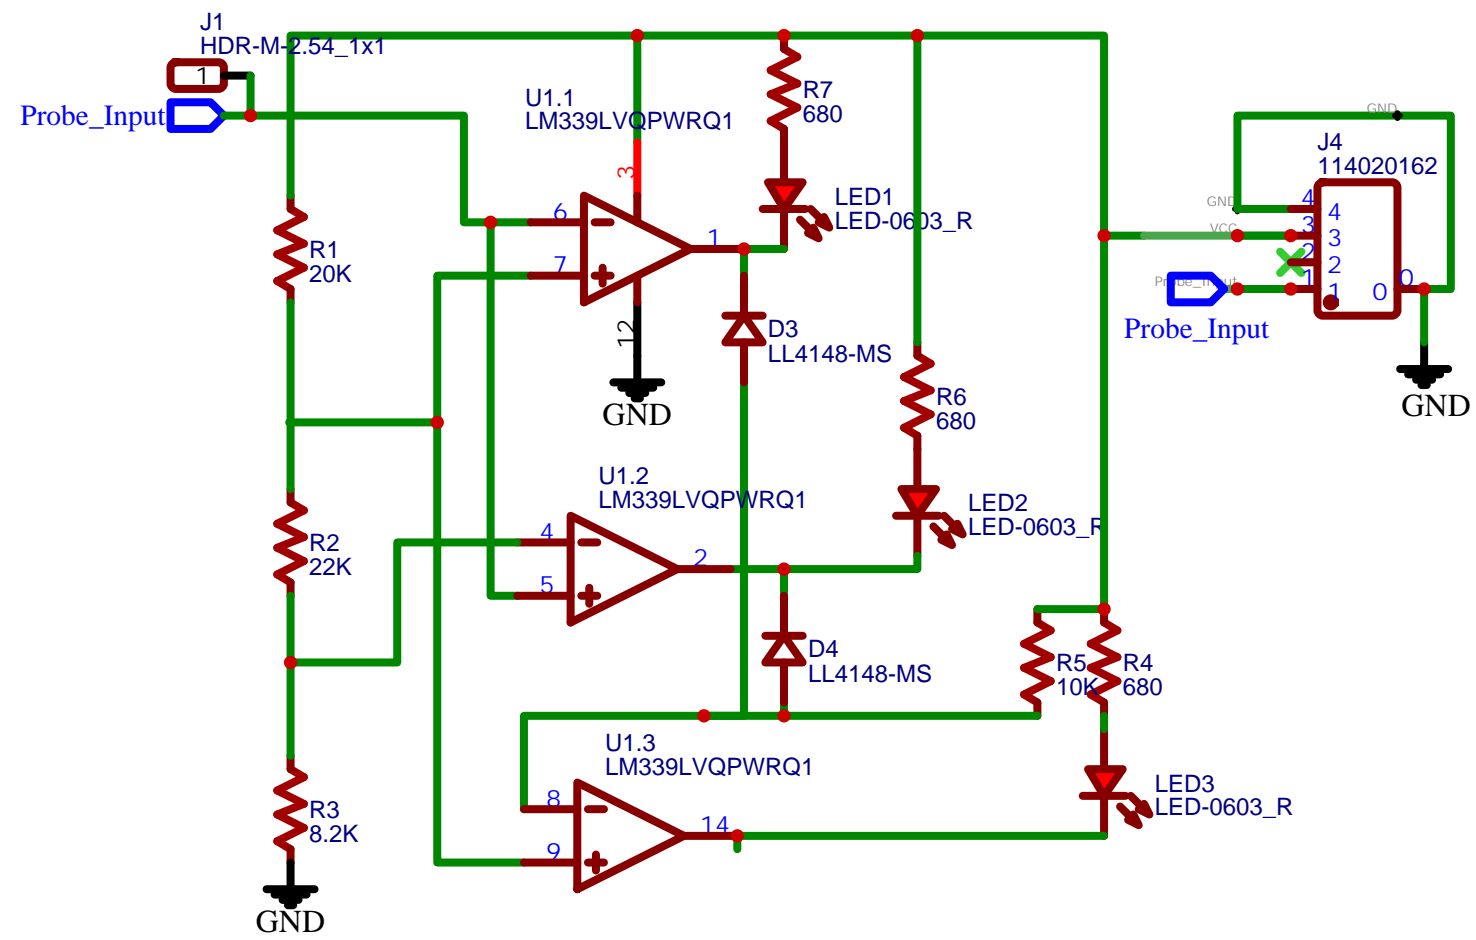 J1
HDR-M-2.54_1x1
1
Probe_Input
U1.1
LM339LVQPWRQ1
3
6
7
1
12
GND
R7
680
LED1
LED-0603_R
R1
20K
D3
LL4148-MS
R6
680
GND
J4
114020162
GND
VCC
4
3
2
1
4
3
2
1
0
0
Probe_Input
Probe_Input
GND
U1.2
LM339LVQPWRQ1
4
5
2
LED2
LED-0603_R
R2
22K
D4
LL4148-MS
R5
10K
R4
680
U1.3
LM339LVQPWRQ1
8
9
14
LED3
LED-0603_R
R3
8.2K
GND